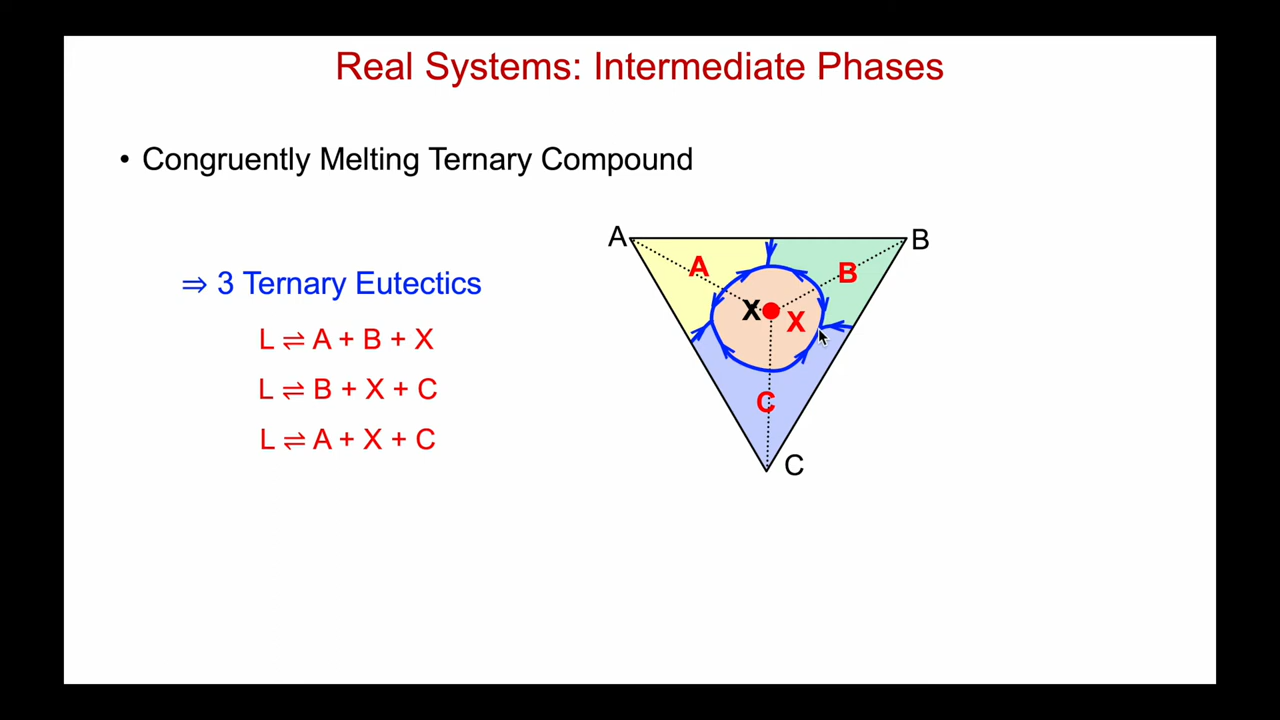 Real Systems: Intermediate Phases
• Congruently Melting Ternary Compound
⇒ 3 Ternary Eutectics
L ⇌ A + B + X
L ⇌ B + X + C
L ⇌ A + X + C
A
B
A
B
X
X
C
C